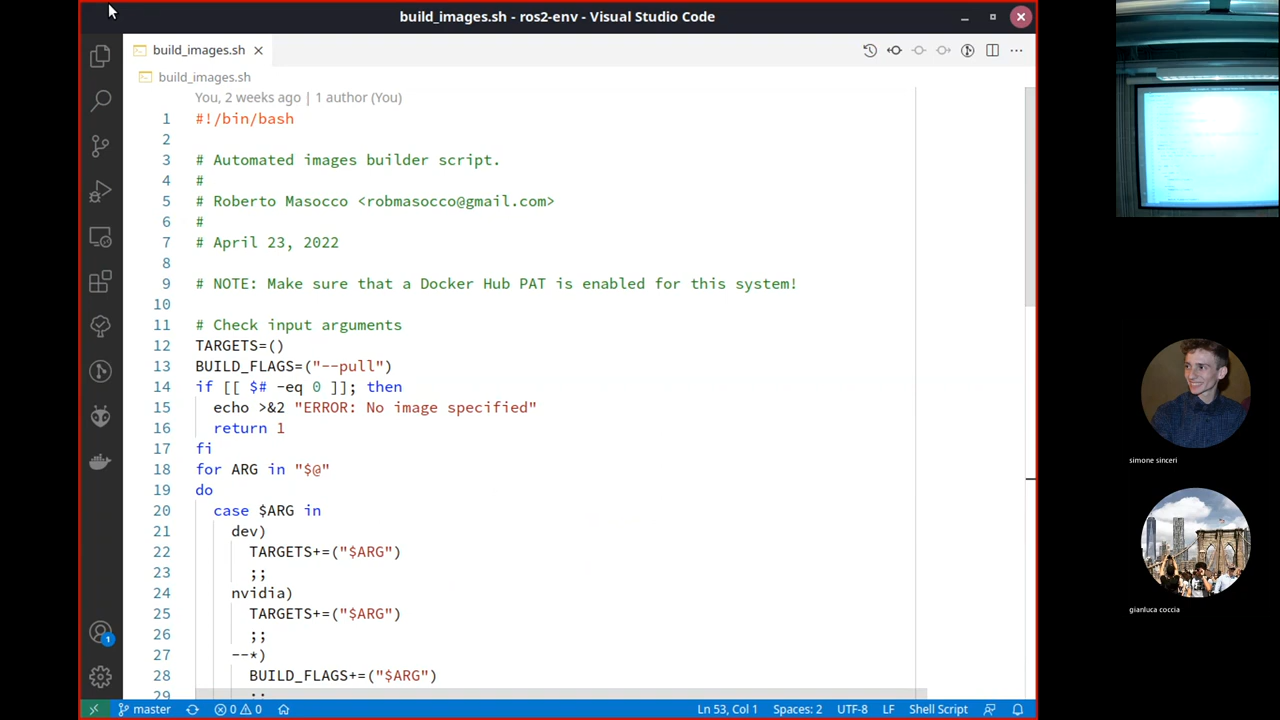 build_images.sh - ros2-env - Visual Studio Code
build_images.sh
build_images.sh
You, 2 weeks ago | 1 author (You)
1 #!/bin/bash
2
3 # Automated images builder script.
4 #
5 # Roberto Masocco <robmasocco@gmail.com>
6 #
7 # April 23, 2022
8
9 # NOTE: Make sure that a Docker Hub PAT is enabled for this system!
10
11 # Check input arguments
12 TARGETS=()
13 BUILD_FLAGS=("--pull")
14 if [[ $# -eq 0 ]]; then
15 echo >&2 "ERROR: No image specified"
16 return 1
17 fi
18 for ARG in "$@"
19 do
20 case $ARG in
21 dev)
22 TARGETS+=("$ARG")
23 ;;
24 nvidia)
25 TARGETS+=("$ARG")
26 ;;
27 --*)
28 BUILD_FLAGS+=("$ARG")
29 ;;
1
master 0 0 Ln 53, Col 1 Spaces: 2 UTF-8 LF Shell Script
simone sinceri
gianluca coccia